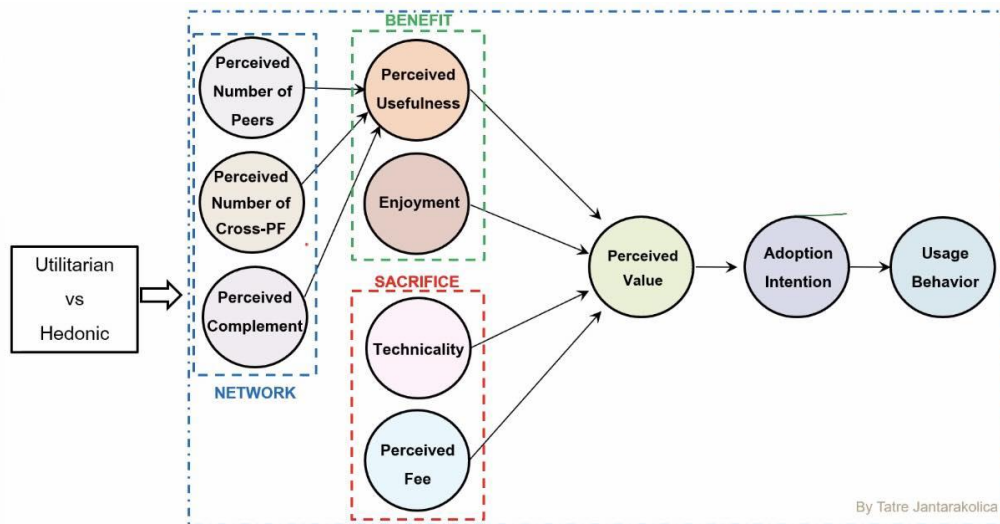 BENEFIT
Perceived
Number of
Peers
Perceived
Usefulness
Perceived
Number of
Cross-PF
Enjoyment
Utilitarian
vs
Hedonic
Perceived
Complement
NETWORK
SACRIFICE
Technicality
Perceived
Fee
Perceived
Value
Adoption
Intention
Usage
Behavior
By Tatre Jantarakolica